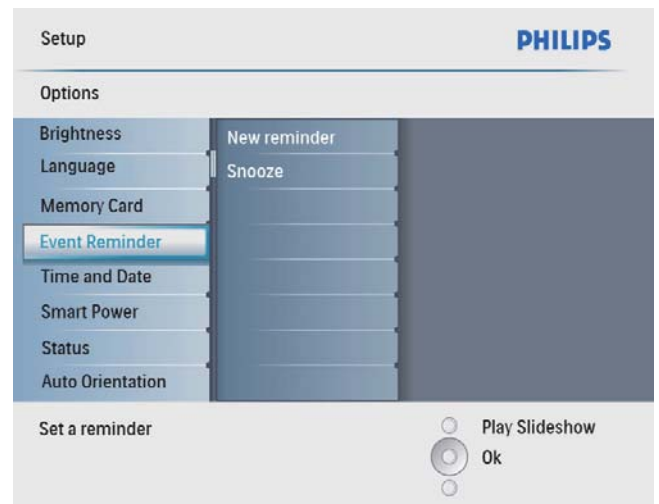 Setup
PHILIPS
Options
Brightness
Language
Memory Card
Event Reminder
Time and Date
Smart Power
Status
Auto Orientation
New reminder
Snooze
Set a reminder
Play Slideshow
Ok